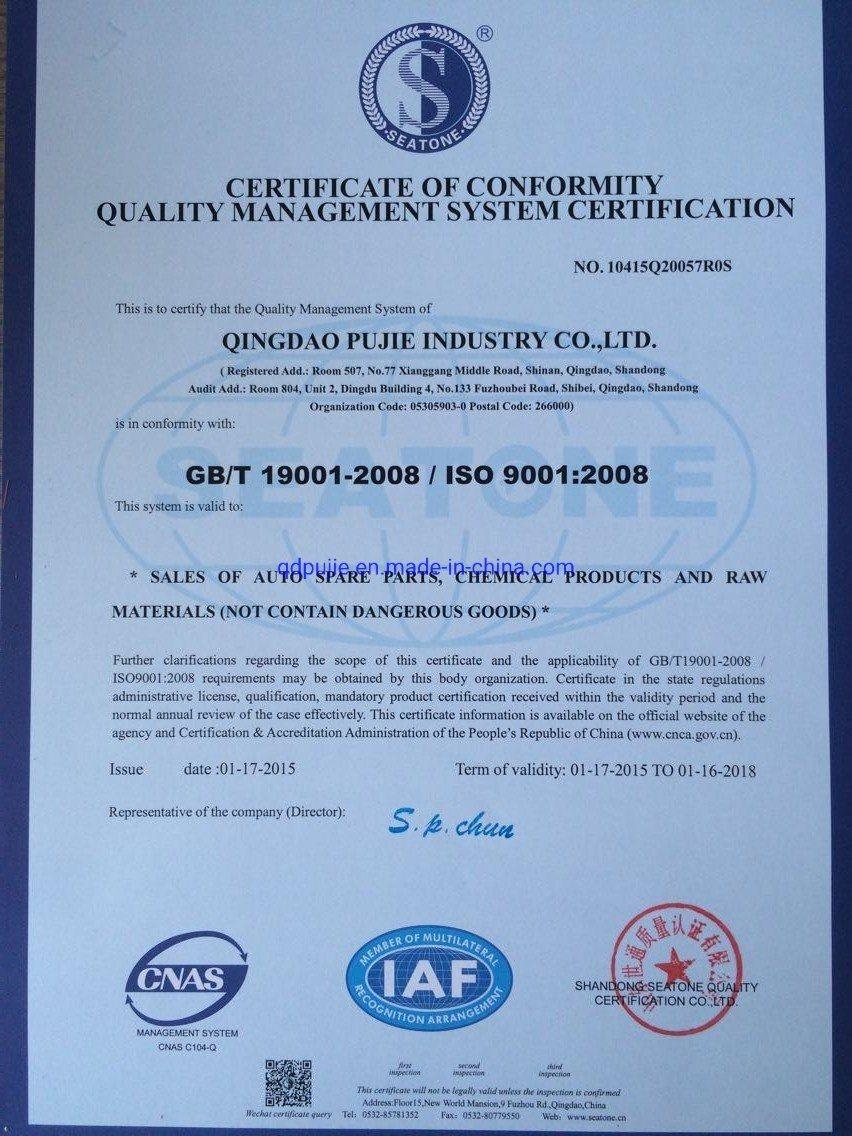 ®
S
SEATONE
CERTIFICATE OF CONFORMITY
QUALITY MANAGEMENT SYSTEM CERTIFICATION
NO. 10415Q20057R0S
This is to certify that the Quality Management System of
QINGDAO PUJIE INDUSTRY CO.,LTD.
( Registered Add.: Room 507, No.77 Xianggang Middle Road, Shinan, Qingdao, Shandong
Audit Add.: Room 804, Unit 2, Dingdu Building 4, No.133 Fuzhoubei Road, Shibei, Qingdao, Shandong
Organization Code: 05305903-0 Postal Code: 266000)
is in conformity with:
GB/T 19001-2008 / ISO 9001:2008
SEATONE
This system is valid to:
qdpujie.en.made-in-china.com
* SALES OF AUTO SPARE PARTS, CHEMICAL PRODUCTS AND RAW
MATERIALS (NOT CONTAIN DANGEROUS GOODS) *
Further clarifications regarding the scope of this certificate and the applicability of GB/T19001-2008 /
ISO9001:2008 requirements may be obtained by this body organization. Certificate in the state regulations
administrative license, qualification, mandatory product certification received within the validity period and the
normal annual review of the case effectively. This certificate information is available on the official website of the
agency and Certification & Accreditation Administration of the People's Republic of China (www.cnca.gov.cn).
Issue date :01-17-2015 Term of validity: 01-17-2015 TO 01-16-2018
Representative of the company (Director): S.p.chun
CNAS
MANAGEMENT SYSTEM
CNAS C104-Q
MEMBER OF MULTILATERAL
IAF
RECOGNITION ARRANGEMENT
世通质量认证有限
SHANDONG SEATONE QUALITY
CERTIFICATION CO.,LTD.
first inspection second inspection third inspection
This certificate will not be legally valid unless the inspection is confirmed
Address:Floor15,New World Mansion,9 Fuzhou Rd.,Qingdao,China
Wechat certificate query Tel: 0532-85781352 Fax: 0532-80779550 Web: www.seatone.cn